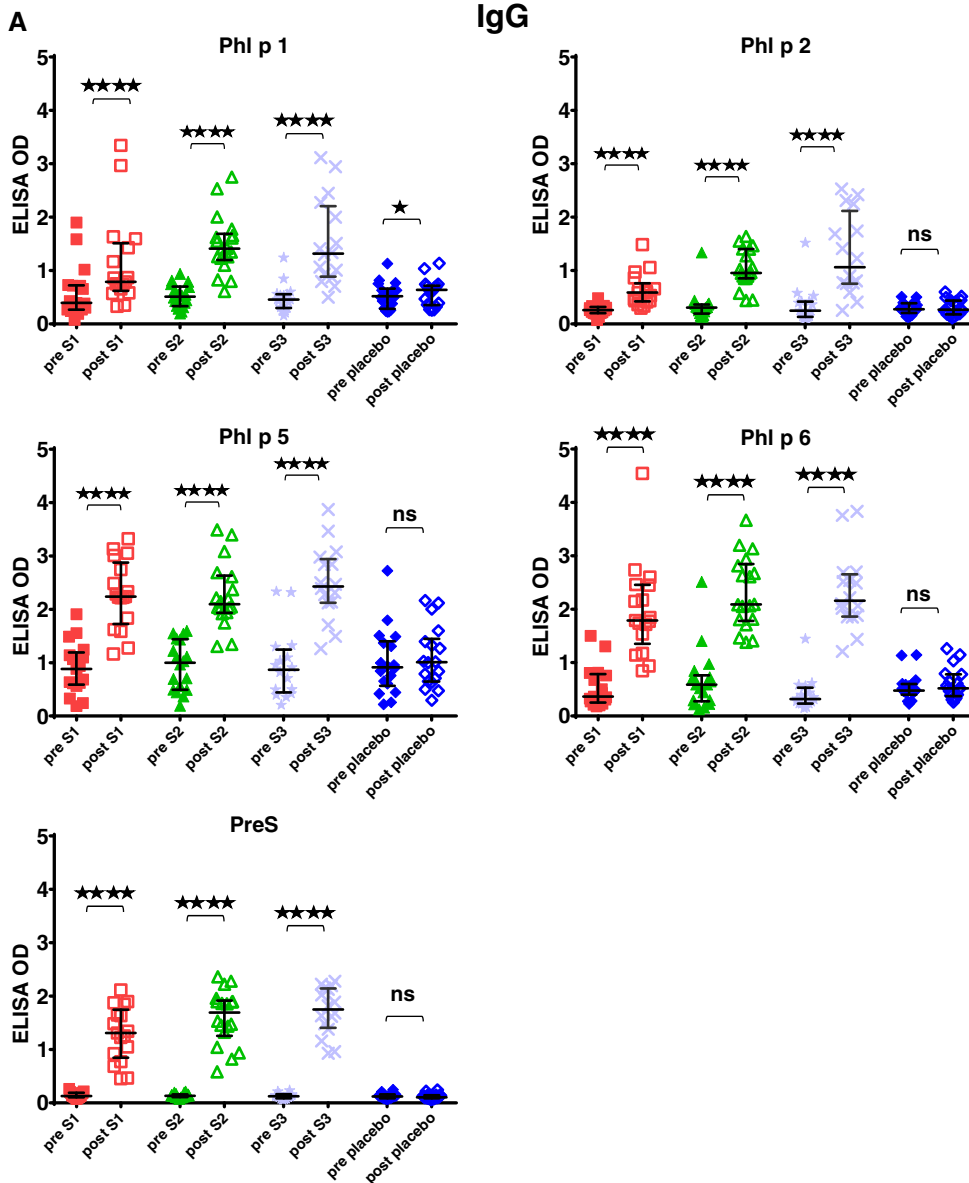 A
IgG
Phl p 1
ELISA OD
5
4
3
2
1
0
★★★★
★★★★
★★★★
★
pre S1
post S1
pre S2
post S2
pre S3
post S3
pre placebo
post placebo
Phl p 2
ELISA OD
5
4
3
2
1
0
★★★★
★★★★
★★★★
ns
pre S1
post S1
pre S2
post S2
pre S3
post S3
pre placebo
post placebo
Phl p 5
ELISA OD
5
4
3
2
1
0
★★★★
★★★★
★★★★
ns
pre S1
post S1
pre S2
post S2
pre S3
post S3
pre placebo
post placebo
Phl p 6
ELISA OD
5
4
3
2
1
0
★★★★
★★★★
★★★★
ns
pre S1
post S1
pre S2
post S2
pre S3
post S3
pre placebo
post placebo
PreS
ELISA OD
5
4
3
2
1
0
★★★★
★★★★
★★★★
ns
pre S1
post S1
pre S2
post S2
pre S3
post S3
pre placebo
post placebo